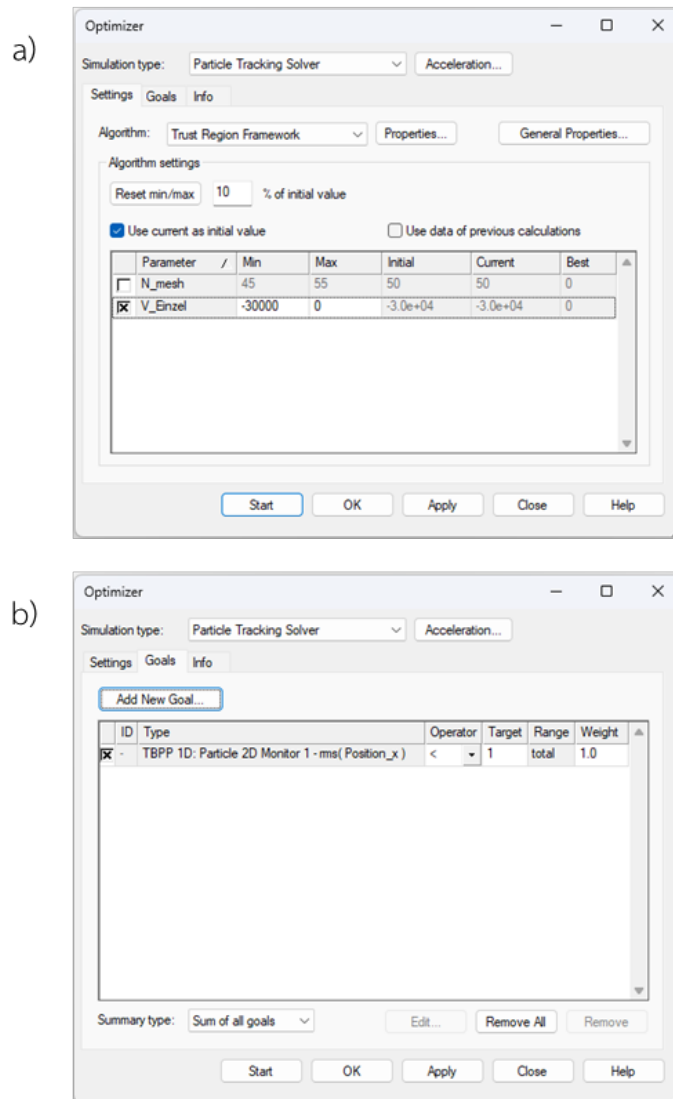 a)
Optimizer
Simulation type: Particle Tracking Solver Acceleration...
Settings Goals Info
Algorithm: Trust Region Framework Properties... General Properties...
Algorithm settings
Reset min/max 10 % of initial value
Use current as initial value Use data of previous calculations
Parameter / Min Max Initial Current Best
N_mesh 45 55 50 50 0
V_Einzel -30000 0 -3.0e+04 -3.0e+04 0
Start OK Apply Close Help
b)
Optimizer
Simulation type: Particle Tracking Solver Acceleration...
Settings Goals Info
Add New Goal...
ID Type Operator Target Range Weight
- TBPP 1D: Particle 2D Monitor 1 - rms( Position_x ) < 1 total 1.0
Summary type: Sum of all goals Edit... Remove All Remove
Start OK Apply Close Help